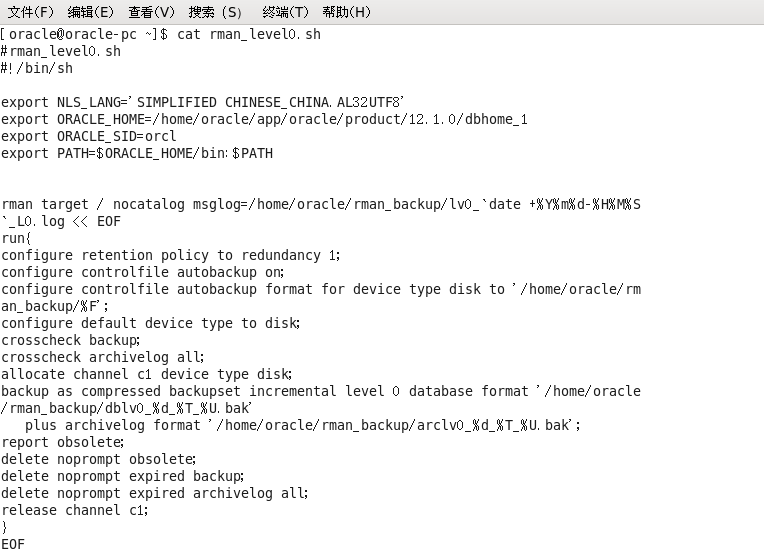 文件(F) 编辑(E) 查看(V) 搜索 (S) 终端(T) 帮助(H)
[oracle@oracle-pc ~]$ cat rman_level0.sh
#rman_level0.sh
#!/bin/sh
export NLS_LANG='SIMPLIFIED CHINESE_CHINA.AL32UTF8'
export ORACLE_HOME=/home/oracle/app/oracle/product/12.1.0/dbhome_1
export ORACLE_SID=orcl
export PATH=$ORACLE_HOME/bin:$PATH
rman target / nocatalog msglog=/home/oracle/rman_backup/lv0_`date +%Y%m%d-%H%M%S
`_L0.log << EOF
run{
configure retention policy to redundancy 1;
configure controlfile autobackup on;
configure controlfile autobackup format for device type disk to '/home/oracle/rm
an_backup/%F';
configure default device type to disk;
crosscheck backup;
crosscheck archivelog all;
allocate channel c1 device type disk;
backup as compressed backupset incremental level 0 database format '/home/oracle
/rman_backup/dblv0_%d_%T_%U.bak'
   plus archivelog format '/home/oracle/rman_backup/arclv0_%d_%T_%U.bak';
report obsolete;
delete noprompt obsolete;
delete noprompt expired backup;
delete noprompt expired archivelog all;
release channel c1;
}
EOF